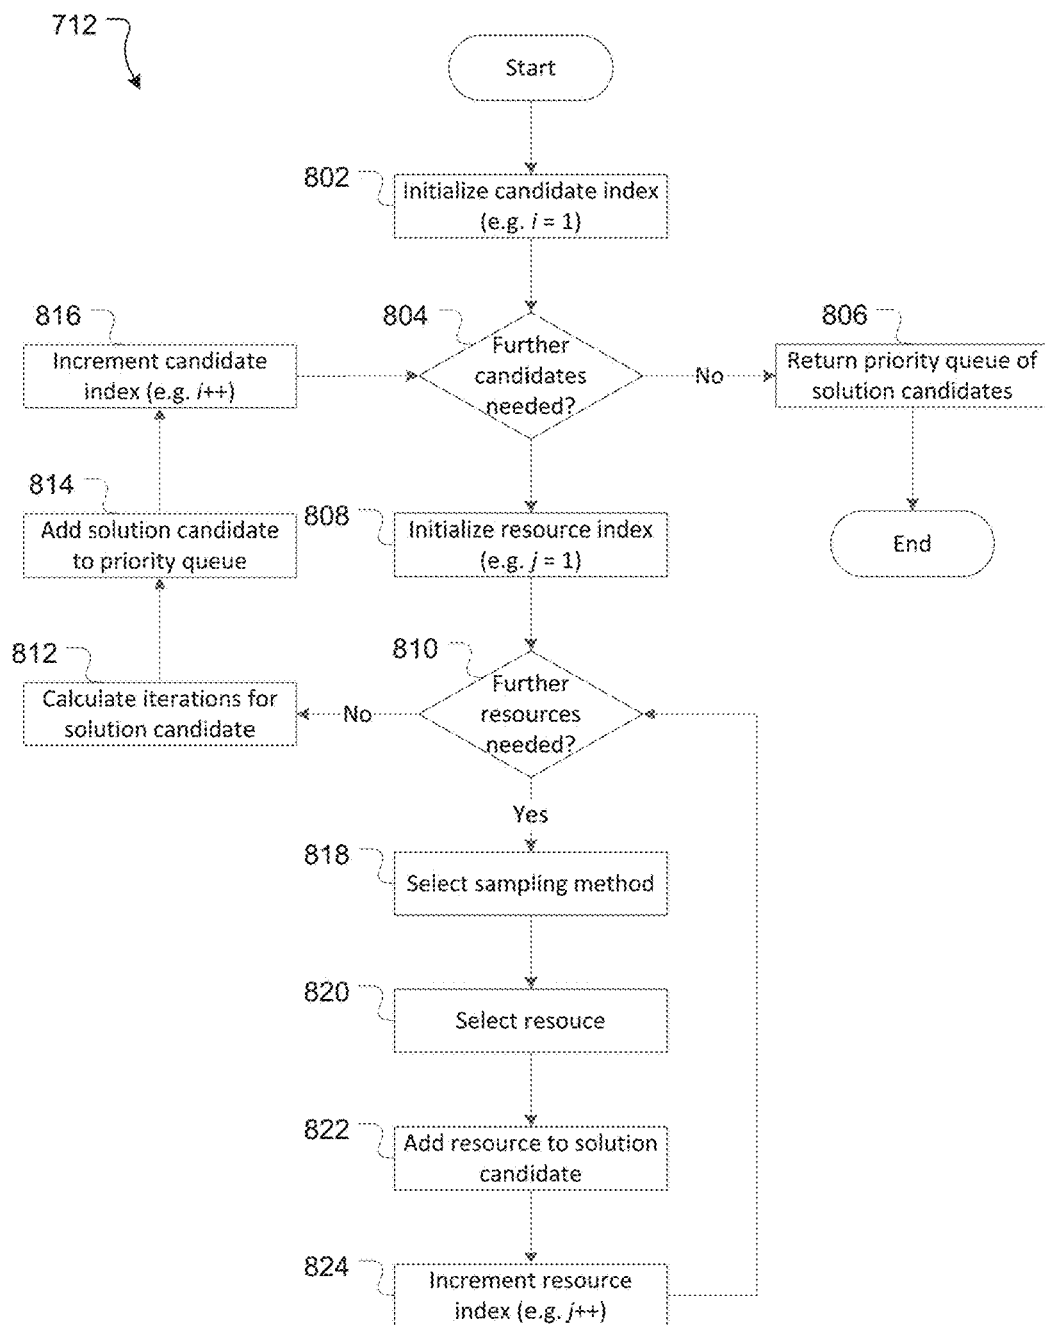 712
Start
802
Initialize candidate index
(e.g. i = 1)
816
Increment candidate
index (e.g. i++)
804
Further
candidates
needed?
No
806
Return priority queue of
solution candidates
814
Add solution candidate
to priority queue
808
Initialize resource index
(e.g. j = 1)
End
812
Calculate iterations for
solution candidate
No
810
Further
resources
needed?
Yes
818
Select sampling method
820
Select resouce
822
Add resource to solution
candidate
824
Increment resource
index (e.g. j++)